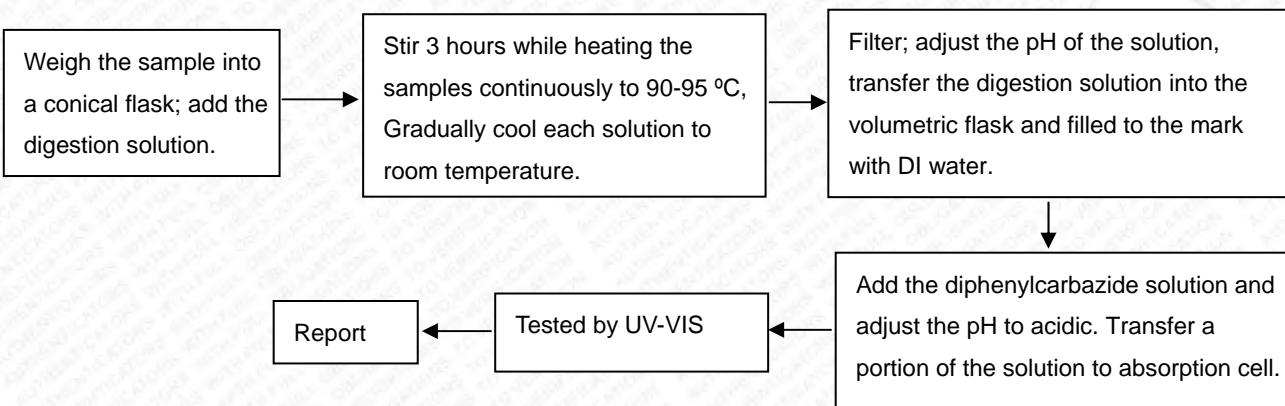 Weigh the sample into
a conical flask; add the
digestion solution.
Stir 3 hours while heating the
samples continuously to 90-95 ºC,
Gradually cool each solution to
room temperature.
Filter; adjust the pH of the solution,
transfer the digestion solution into the
volumetric flask and filled to the mark
with DI water.
Add the diphenylcarbazide solution and
adjust the pH to acidic. Transfer a
portion of the solution to absorption cell.
Tested by UV-VIS
Report